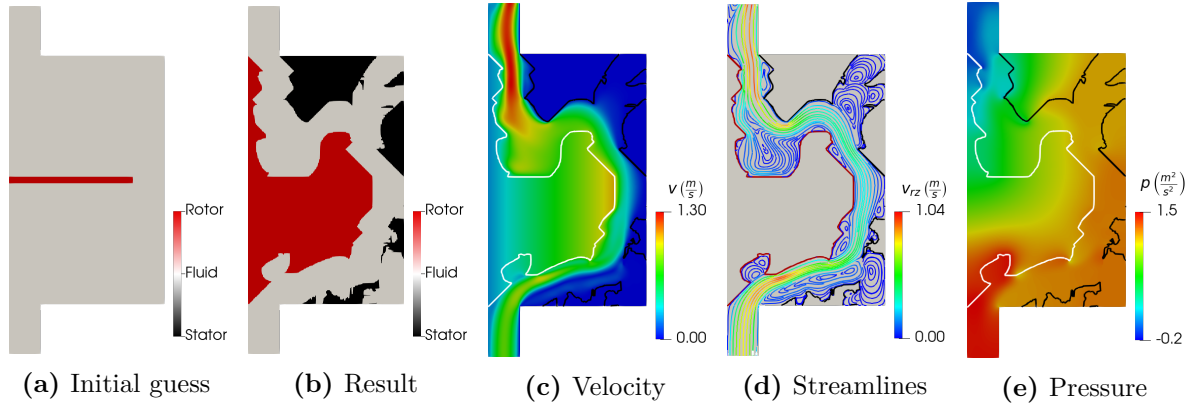 Rotor
Fluid
Stator
Rotor
Fluid
Stator
v (m/s)
1.30
0.00
v_rz (m/s)
1.04
0.00
p (m²/s²)
1.5
-0.2
(a) Initial guess
(b) Result
(c) Velocity
(d) Streamlines
(e) Pressure